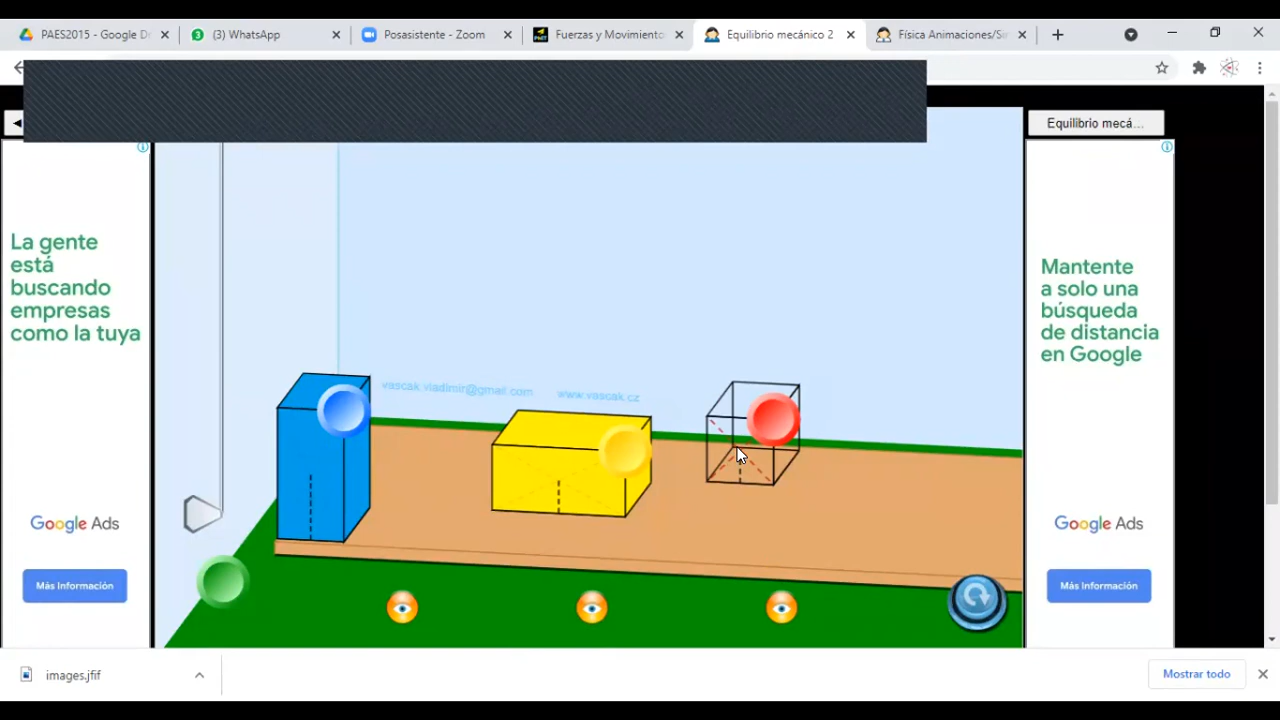 PAES2015 - Google Dr
(3) WhatsApp
Posasistente - Zoom
Fuerzas y Movimiento
Equilibrio mecánico 2
Física Animaciones/Sim
Equilibrio mecá...
La gente
está
buscando
empresas
como la tuya
Google Ads
Más Información
vascak.vladimir@gmail.com www.vascak.cz
Mantente
a solo una
búsqueda
de distancia
en Google
Google Ads
Más Información
images.jfif
Mostrar todo